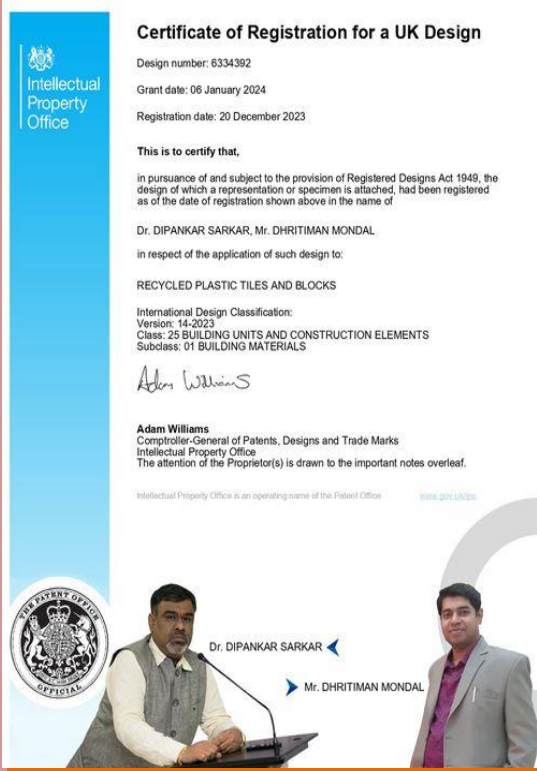 Intellectual
Property
Office
Certificate of Registration for a UK Design
Design number: 6334392
Grant date: 06 January 2024
Registration date: 20 December 2023
This is to certify that,
in pursuance of and subject to the provision of Registered Designs Act 1949, the
design of which a representation or specimen is attached, had been registered
as of the date of registration shown above in the name of
Dr. DIPANKAR SARKAR, Mr. DHRITIMAN MONDAL
in respect of the application of such design to:
RECYCLED PLASTIC TILES AND BLOCKS
International Design Classification:
Version: 14-2023
Class: 25 BUILDING UNITS AND CONSTRUCTION ELEMENTS
Subclass: 01 BUILDING MATERIALS
Adam Williams
Adam Williams
Comptroller-General of Patents, Designs and Trade Marks
Intellectual Property Office
The attention of the Proprietor(s) is drawn to the important notes overleaf.
Intellectual Property Office is an operating name of the Patent Office www.gov.uk/ipo
THE PATENT OFFICE
OFFICIAL
Dr. DIPANKAR SARKAR
Mr. DHRITIMAN MONDAL